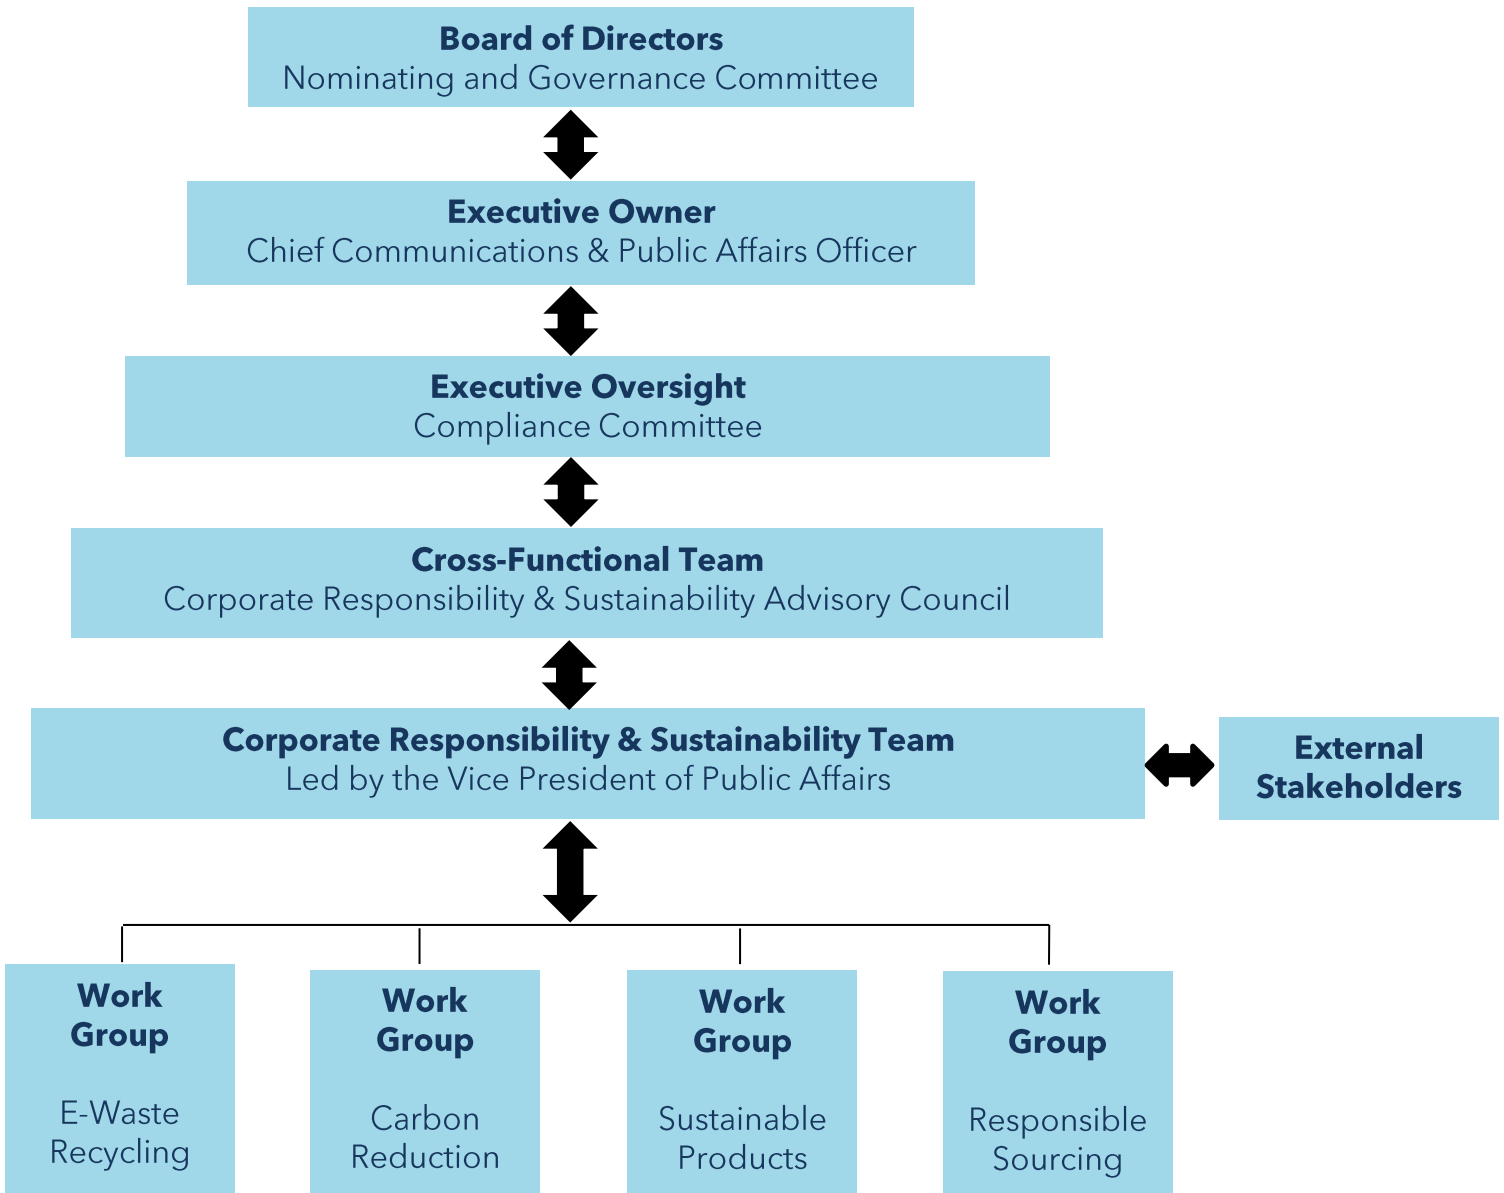 Board of Directors
Nominating and Governance Committee
Executive Owner
Chief Communications & Public Affairs Officer
Executive Oversight
Compliance Committee
Cross-Functional Team
Corporate Responsibility & Sustainability Advisory Council
Corporate Responsibility & Sustainability Team
Led by the Vice President of Public Affairs
External
Stakeholders
Work
Group
E-Waste
Recycling
Work
Group
Carbon
Reduction
Work
Group
Sustainable
Products
Work
Group
Responsible
Sourcing